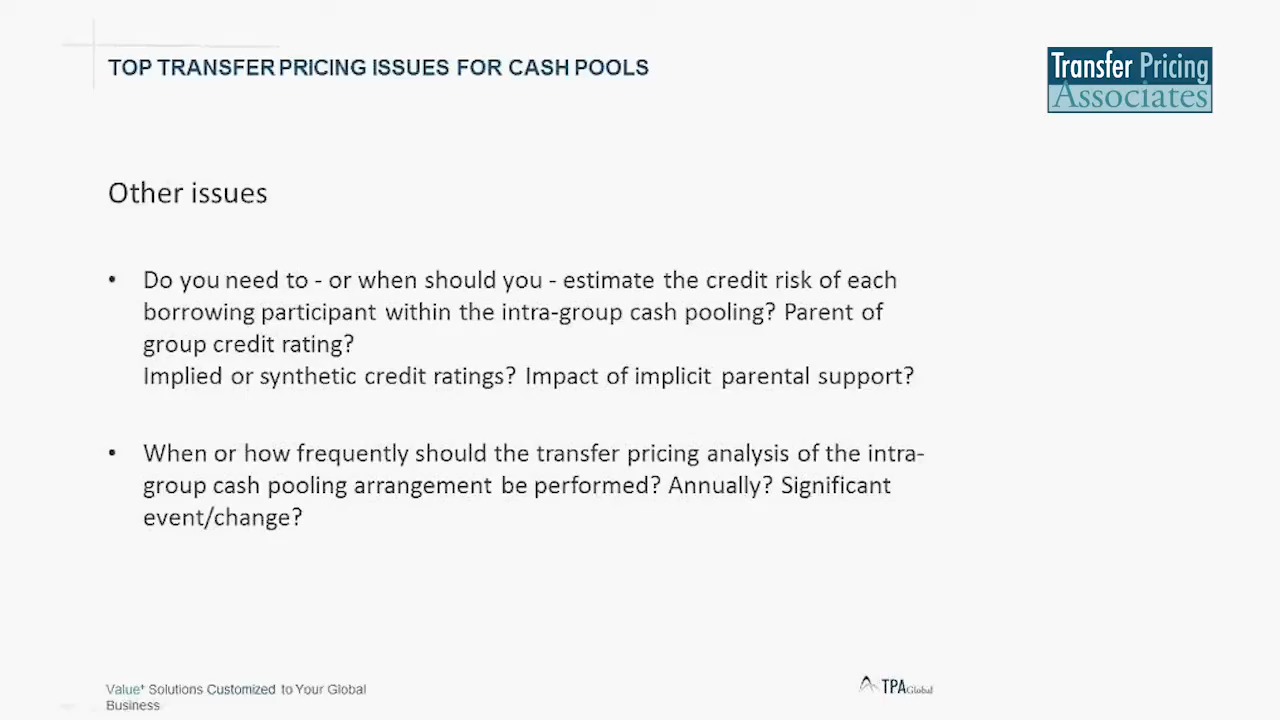 TOP TRANSFER PRICING ISSUES FOR CASH POOLS
Transfer Pricing
Associates
Other issues
• Do you need to - or when should you - estimate the credit risk of each
borrowing participant within the intra-group cash pooling? Parent of
group credit rating?
Implied or synthetic credit ratings? Impact of implicit parental support?
• When or how frequently should the transfer pricing analysis of the intra-
group cash pooling arrangement be performed? Annually? Significant
event/change?
Value+ Solutions Customized to Your Global
Business
TPAGlobal